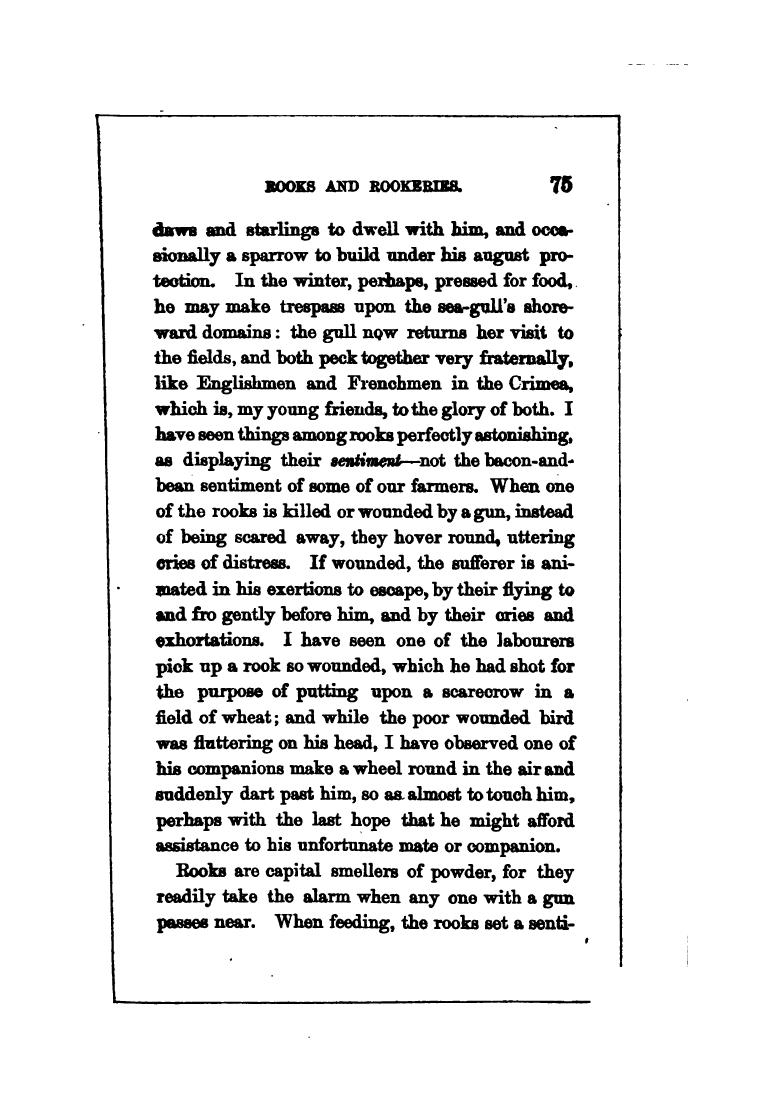 ROOKS AND ROOKERIES. 75
daws and starlings to dwell with him, and occa-
sionally a sparrow to build under his august pro-
tection. In the winter, perhaps, pressed for food,
he may make trespass upon the sea-gull's shore-
ward domains: the gull now returns her visit to
the fields, and both peck together very fraternally,
like Englishmen and Frenchmen in the Crimea,
which is, my young friends, to the glory of both. I
have seen things among rooks perfectly astonishing,
as displaying their sentiment—not the bacon-and-
bean sentiment of some of our farmers. When one
of the rooks is killed or wounded by a gun, instead
of being scared away, they hover round, uttering
cries of distress. If wounded, the sufferer is ani-
mated in his exertions to escape, by their flying to
and fro gently before him, and by their cries and
exhortations. I have seen one of the labourers
pick up a rook so wounded, which he had shot for
the purpose of putting upon a scarecrow in a
field of wheat; and while the poor wounded bird
was fluttering on his head, I have observed one of
his companions make a wheel round in the air and
suddenly dart past him, so as almost to touch him,
perhaps with the last hope that he might afford
assistance to his unfortunate mate or companion.
Rooks are capital smellers of powder, for they
readily take the alarm when any one with a gun
passes near. When feeding, the rooks set a senti-